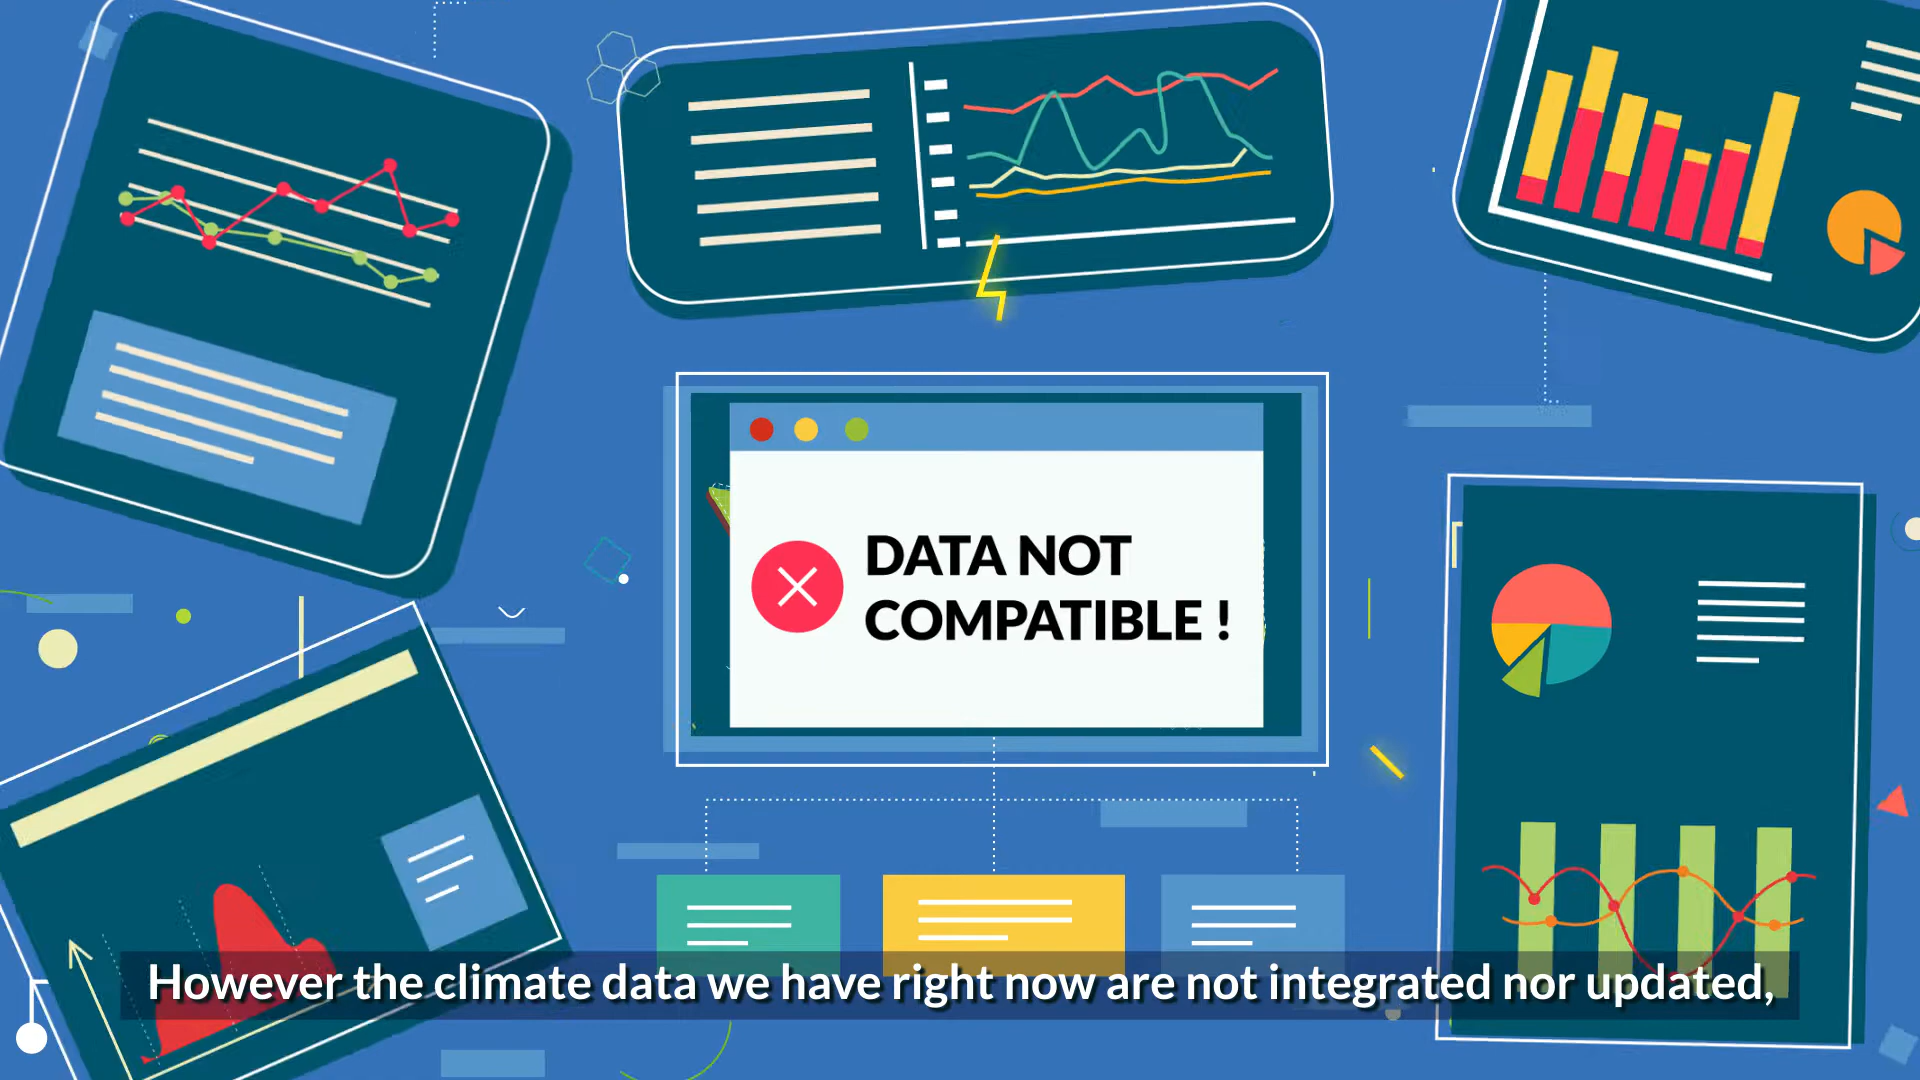 DATA NOT
COMPATIBLE !
However the climate data we have right now are not integrated nor updated,